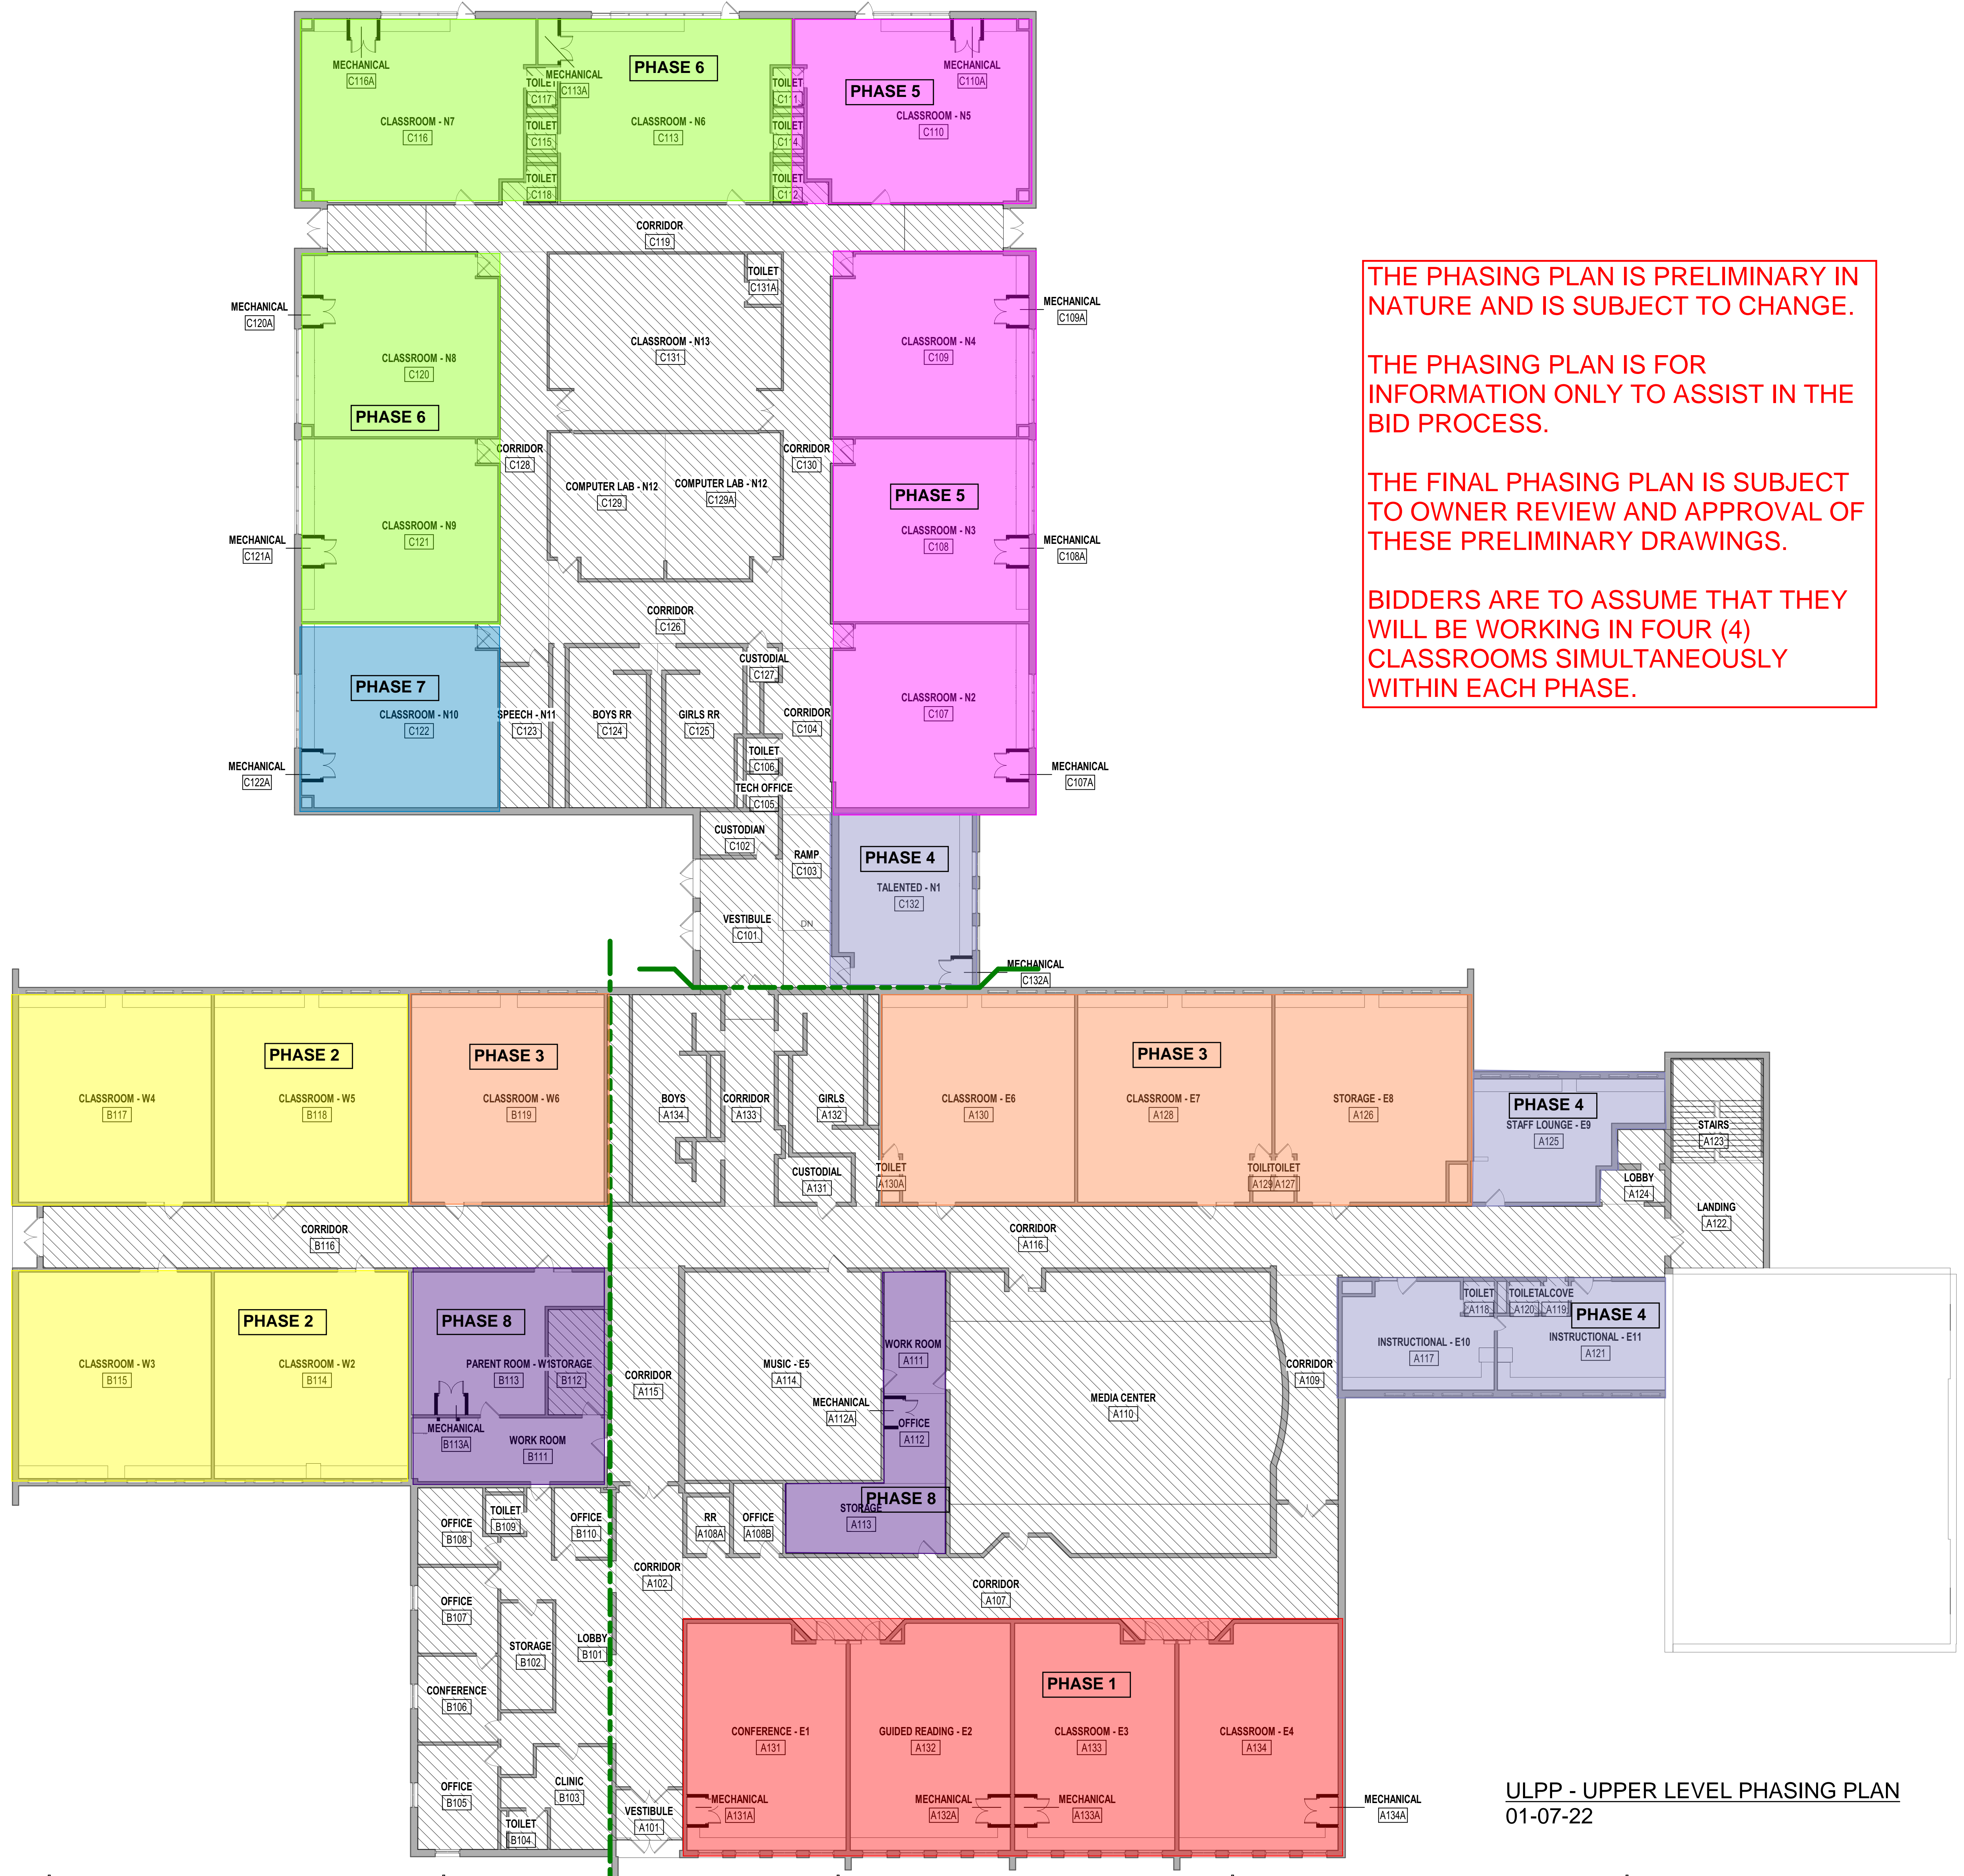 MECHANICAL
C116A
PHASE 6
MECHANICAL
C113A
MECHANICAL
C110A
PHASE 5
TOILET
C117
TOILET
C111
CLASSROOM - N7
C116
TOILET
C115
CLASSROOM - N6
C113
TOILET
C114
CLASSROOM - N5
C110
TOILET
C118
TOILET
C112
CORRIDOR
C119
TOILET
C131A
MECHANICAL
C120A
MECHANICAL
C109A
CLASSROOM - N8
C120
CLASSROOM - N13
C131
CLASSROOM - N4
C109
PHASE 6
CORRIDOR
C128
CORRIDOR
C130
COMPUTER LAB - N12
C129
COMPUTER LAB - N12
C129A
PHASE 5
CLASSROOM - N9
C121
CLASSROOM - N3
C108
MECHANICAL
C121A
MECHANICAL
C108A
CORRIDOR
C126
CUSTODIAL
C127
PHASE 7
CLASSROOM - N10
C122
SPEECH - N11
C123
BOYS RR
C124
GIRLS RR
C125
CORRIDOR
C104
CLASSROOM - N2
C107
TOILET
C106
MECHANICAL
C122A
MECHANICAL
C107A
TECH OFFICE
C105
CUSTODIAN
C102
RAMP
C103
PHASE 4
TALENTED - N1
C132
VESTIBULE
C101
DN
MECHANICAL
C132A
THE PHASING PLAN IS PRELIMINARY IN
NATURE AND IS SUBJECT TO CHANGE.
THE PHASING PLAN IS FOR
INFORMATION ONLY TO ASSIST IN THE
BID PROCESS.
THE FINAL PHASING PLAN IS SUBJECT
TO OWNER REVIEW AND APPROVAL OF
THESE PRELIMINARY DRAWINGS.
BIDDERS ARE TO ASSUME THAT THEY
WILL BE WORKING IN FOUR (4)
CLASSROOMS SIMULTANEOUSLY
WITHIN EACH PHASE.
PHASE 2
PHASE 3
PHASE 3
PHASE 4
CLASSROOM - W4
B117
CLASSROOM - W5
B118
CLASSROOM - W6
B119
BOYS
A134
CORRIDOR
A133
GIRLS
A132
CLASSROOM - E6
A130
CLASSROOM - E7
A128
STORAGE - E8
A126
STAFF LOUNGE - E9
A125
STAIRS
A123
CUSTODIAL
A131
TOILET
A130A
TOILET
A129
TOILET
A127
LOBBY
A124
LANDING
A122
CORRIDOR
B116
CORRIDOR
A116
PHASE 2
PHASE 8
TOILET
A118
TOILET
A120
ALCOVE
A119
PHASE 4
CLASSROOM - W3
B115
CLASSROOM - W2
B114
PARENT ROOM - W1
B113
STORAGE
B112
CORRIDOR
A115
MUSIC - E5
A114
WORK ROOM
A111
MEDIA CENTER
A110
CORRIDOR
A109
INSTRUCTIONAL - E10
A117
INSTRUCTIONAL - E11
A121
MECHANICAL
A112A
OFFICE
A112
MECHANICAL
B113A
WORK ROOM
B111
PHASE 8
STORAGE
A113
OFFICE
B108
TOILET
B109
OFFICE
B110
RR
A108A
OFFICE
A108B
OFFICE
B107
CORRIDOR
A102
CORRIDOR
A107
STORAGE
B102
LOBBY
B101
CONFERENCE
B106
PHASE 1
CONFERENCE - E1
A131
GUIDED READING - E2
A132
CLASSROOM - E3
A133
CLASSROOM - E4
A134
OFFICE
B105
CLINIC
B103
TOILET
B104
VESTIBULE
A101
MECHANICAL
A131A
MECHANICAL
A132A
MECHANICAL
A133A
MECHANICAL
A134A
ULPP - UPPER LEVEL PHASING PLAN
01-07-22